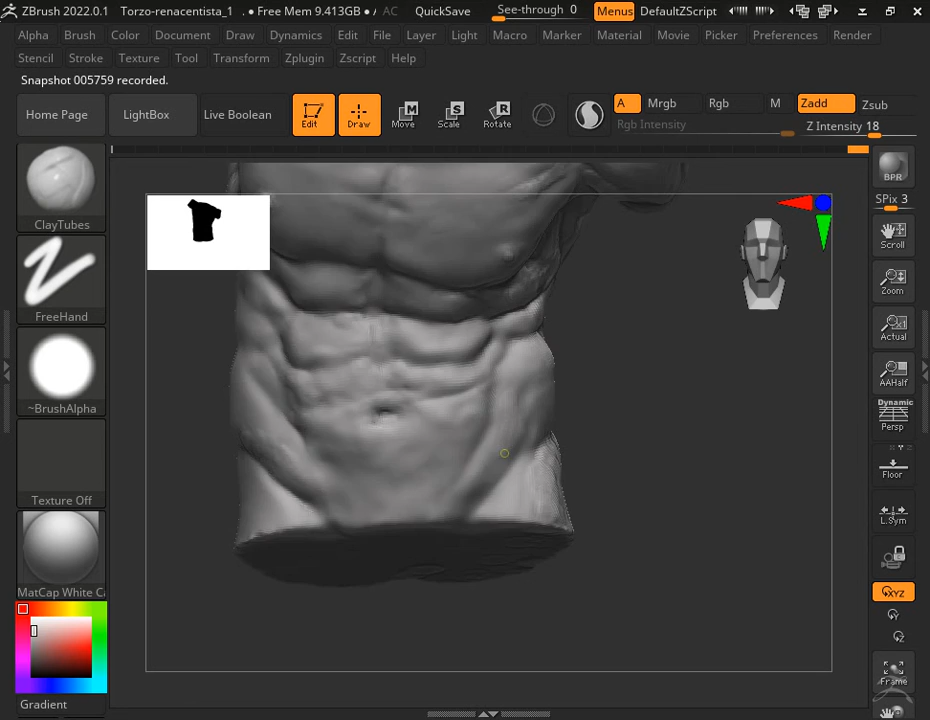 ZBrush 2022.0.1 Torzo-renacentista_1 . • Free Mem 9.413GB • AC QuickSave See-through 0 Menus DefaultZScript
Alpha Brush Color Document Draw Dynamics Edit File Layer Light Macro Marker Material Movie Picker Preferences Render
Stencil Stroke Texture Tool Transform Zplugin Zscript Help
Snapshot 005759 recorded.
Home Page LightBox Live Boolean Edit Draw Move Scale Rotate A Mrgb Rgb M Zadd Zsub
Rgb Intensity Z Intensity 18
ClayTubes
FreeHand
~BrushAlpha
Texture Off
MatCap White Ca
Gradient
BPR
SPix 3
Scroll
Zoom
Actual
AAHalf
Dynamic
Persp
Floor
L.Sym
XYZ
Y
Z
Frame